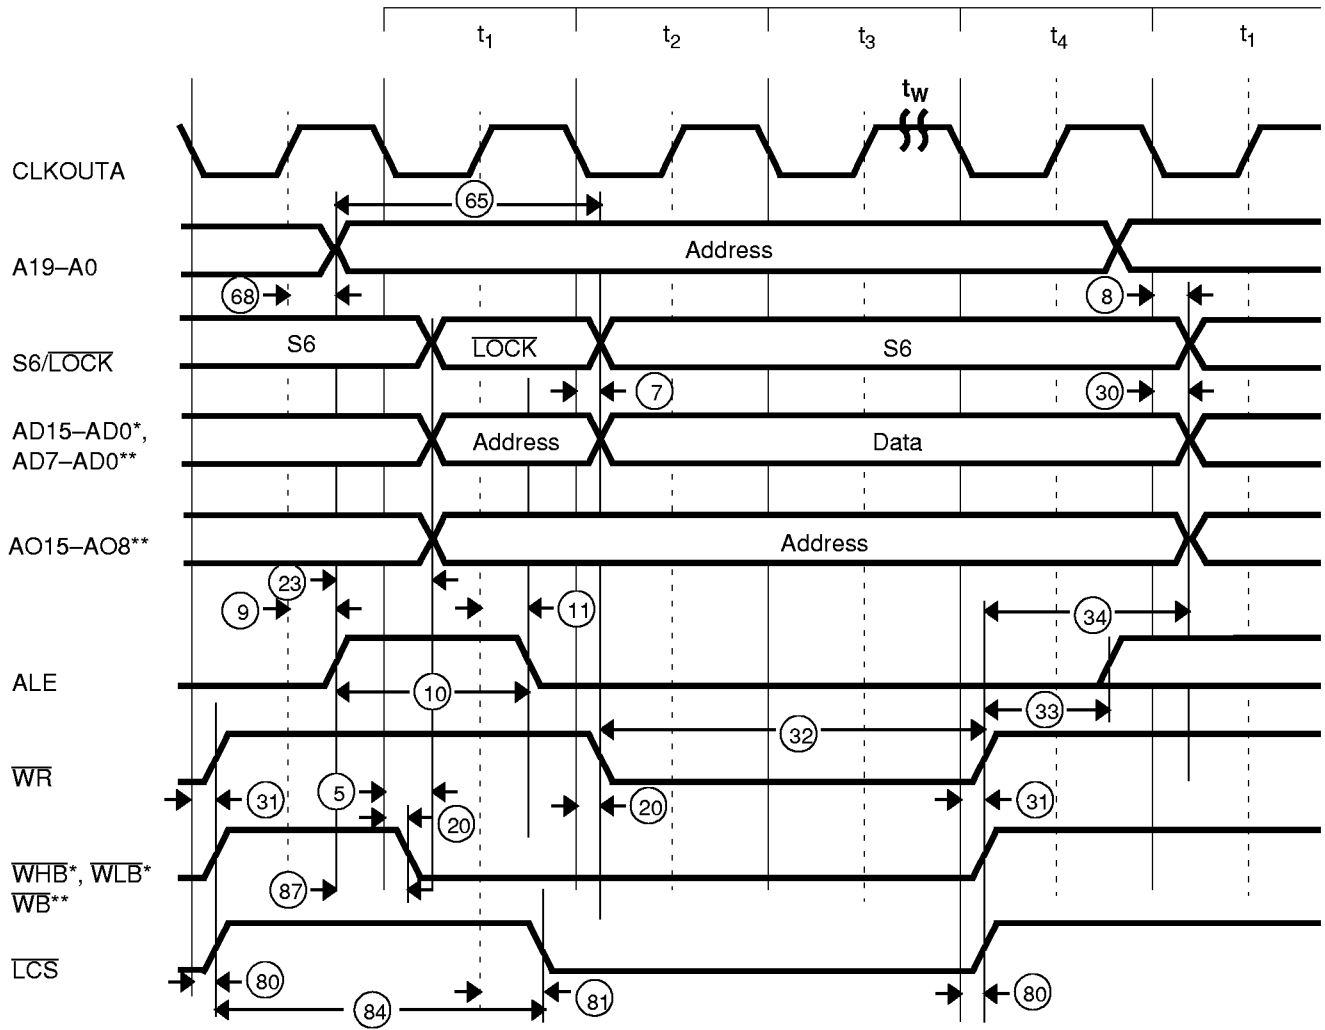 t1 t2 t3 t4 t1
tW
CLKOUTA
65
A19–A0 Address
68 8
S6/LOCK S6 LOCK S6
7 30
AD15–AD0*,
AD7–AD0** Address Data
AO15–AO8** Address
23
9 11 34
ALE
10 33
32
WR
31 5 20 31
20
WHB*, WLB*
WB** 87
LCS
80 81 80
84